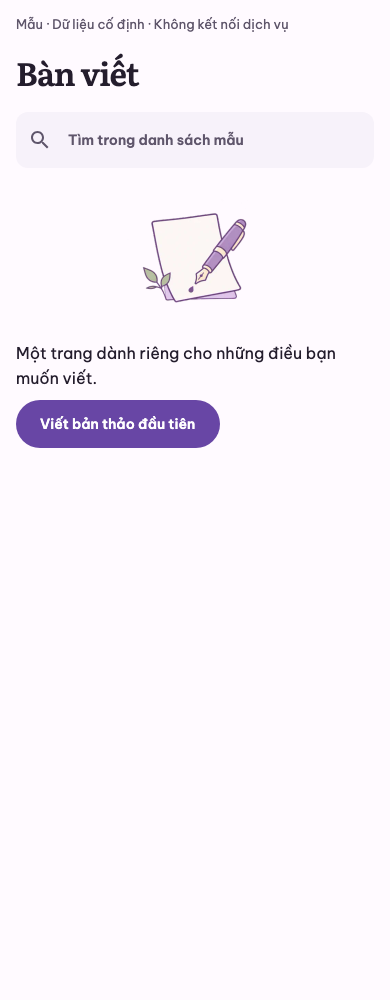 Mẫu · Dữ liệu cố định · Không kết nối dịch vụ
Bàn viết
Tìm trong danh sách mẫu
Một trang dành riêng cho những điều bạn
muốn viết.
Viết bản thảo đầu tiên